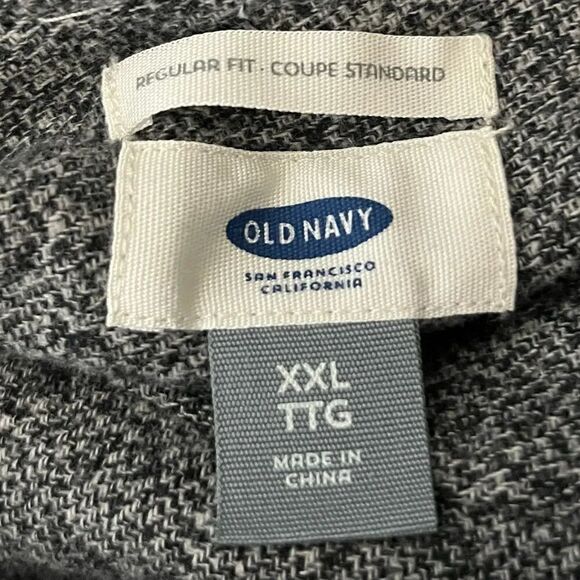 REGULAR FIT · COUPE STANDARD
OLD NAVY
SAN FRANCISCO
CALIFORNIA
XXL
TTG
MADE IN
CHINA